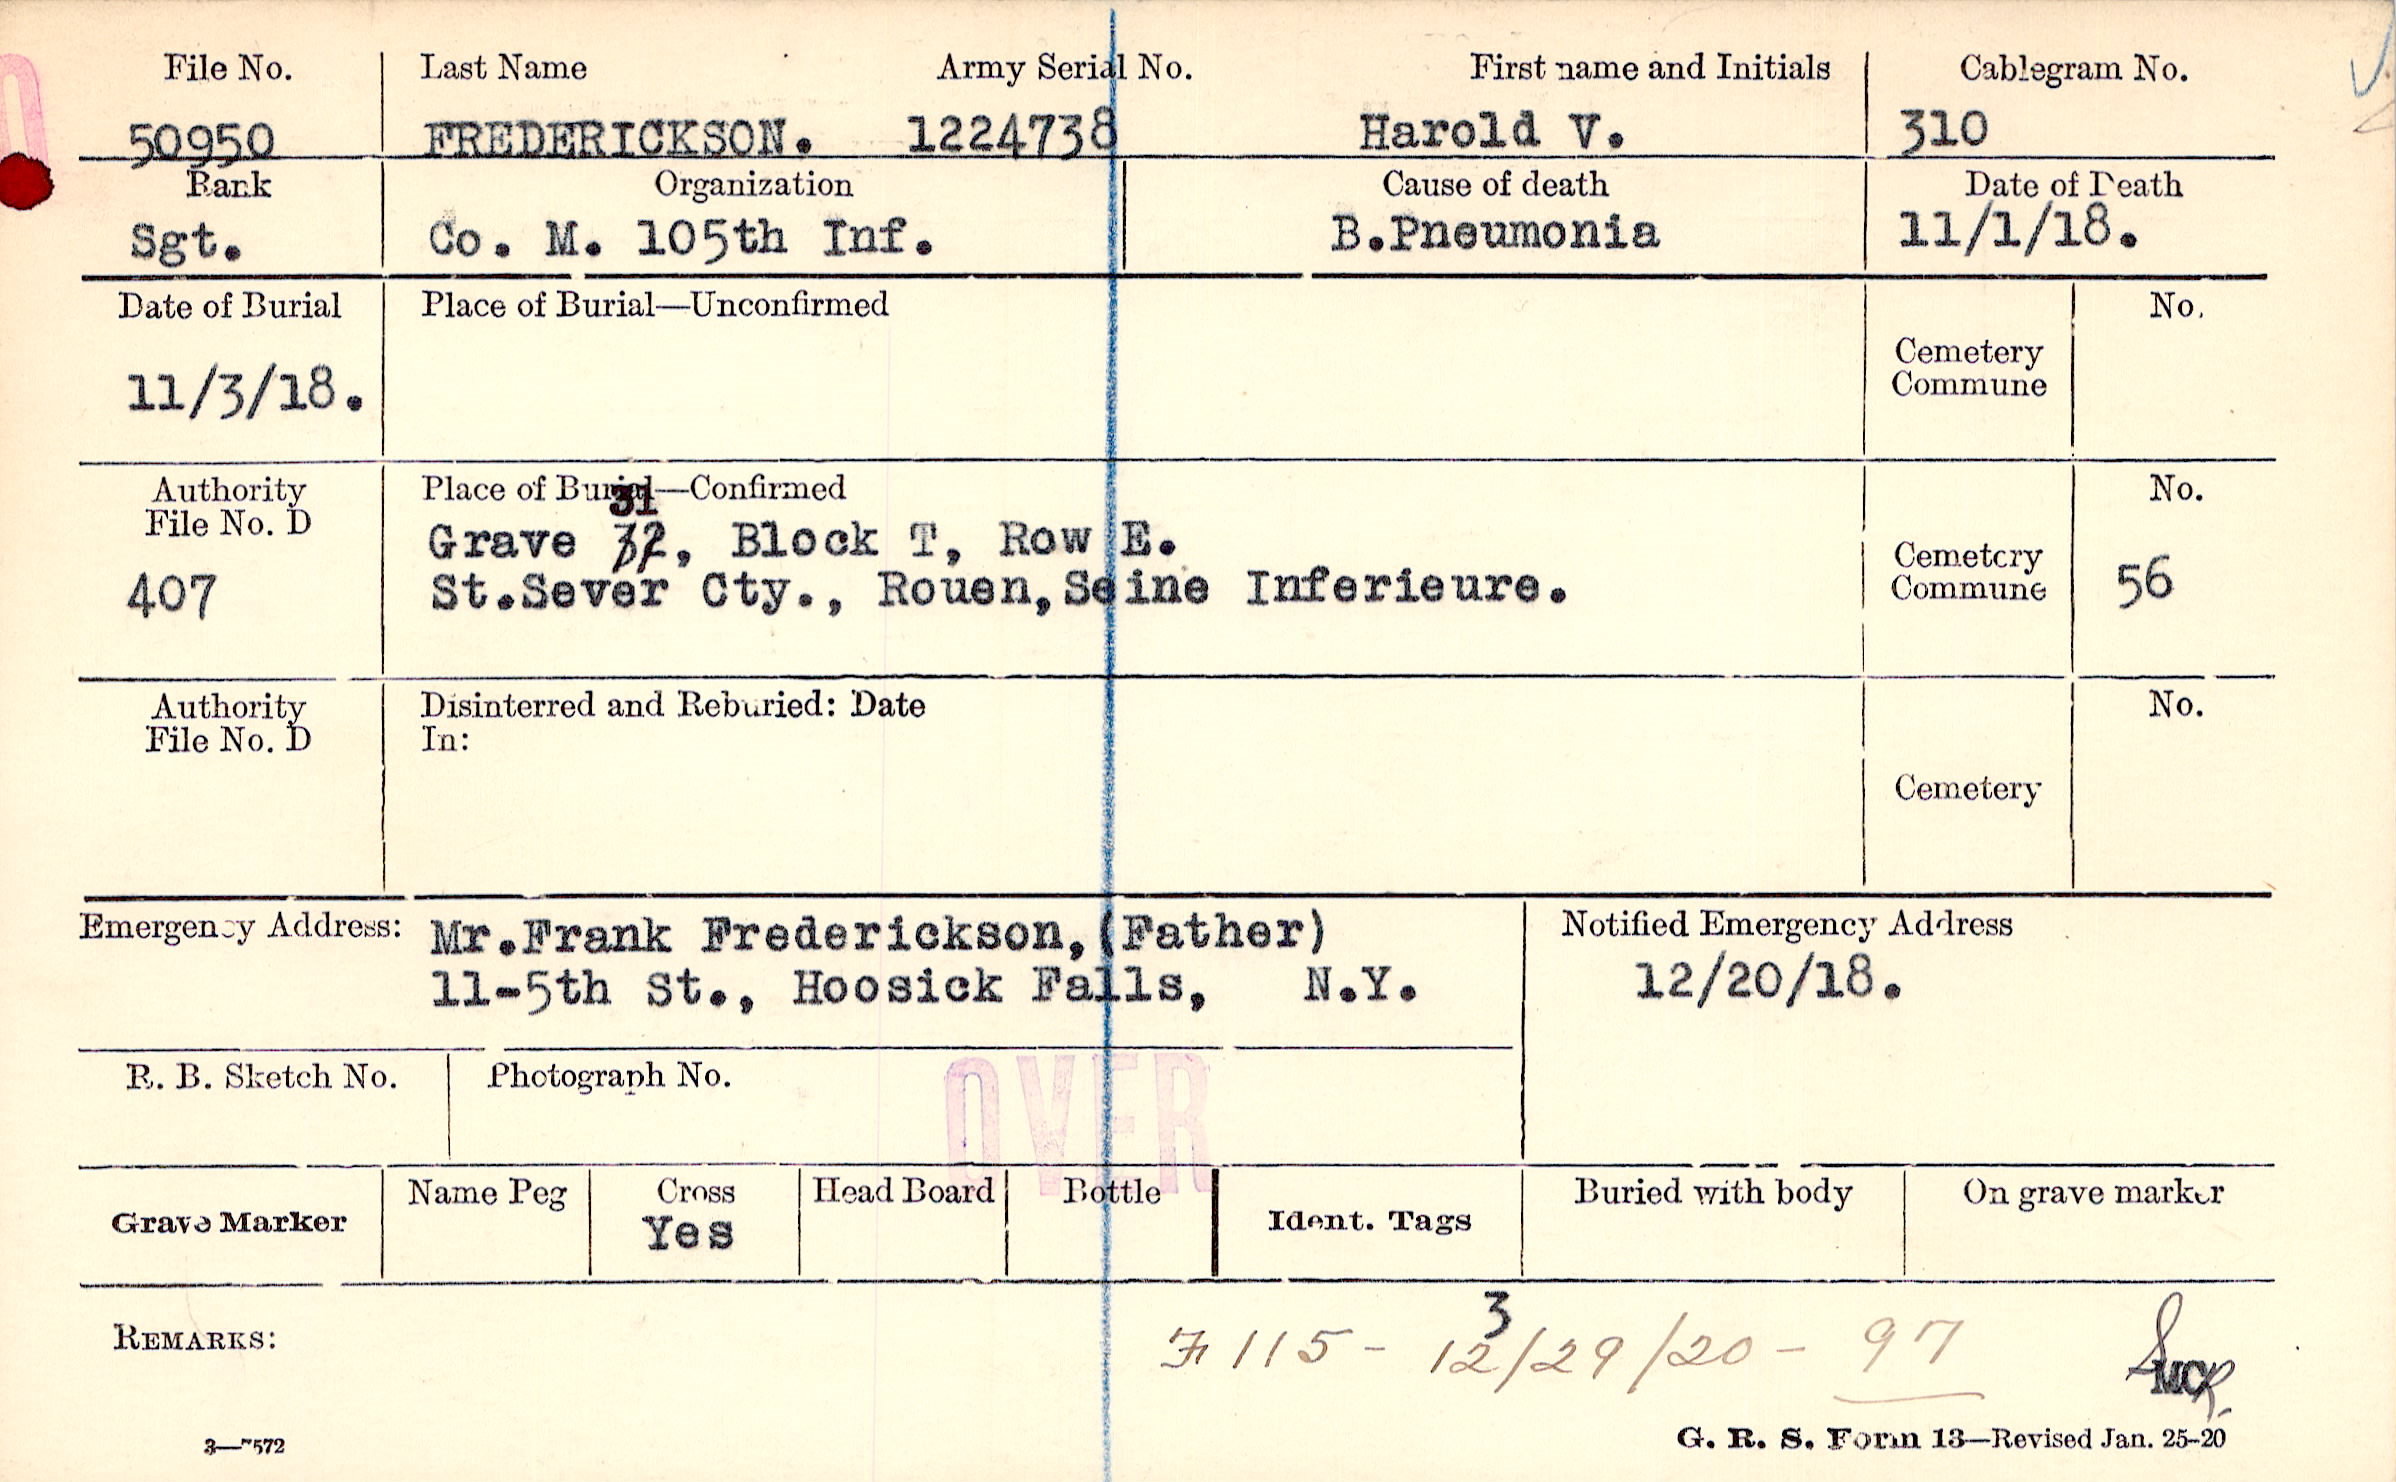 File No. Last Name Army Serial No. First name and Initials Cablegram No.
50950 FREDERICKSON. 1224738 Harold V. 310
Rank Organization Cause of death Date of Death
Sgt. Co. M. 105th Inf. B.Pneumonia 11/1/18.
Date of Burial Place of Burial—Unconfirmed No.
Cemetery
Commune
11/3/18.
Authority Place of Burial—Confirmed No.
File No. D
31
Grave 32, Block T, Row E.
Cemetery
Commune
407 St.Sever Cty., Rouen,Seine Inferieure. 56
Authority Disinterred and Reburied: Date No.
File No. D In:
Cemetery
Emergency Address: Mr.Frank Frederickson,(Father) Notified Emergency Address
11-5th St., Hoosick Falls, N.Y. 12/20/18.
R. B. Sketch No. Photograph No.
OVER
Grave Marker Name Peg Cross Head Board Bottle Ident. Tags Buried with body On grave marker
Yes
3
REMARKS: 115 - 12/29/20 - 97
MCR
3—7572 G. R. S. Form 13—Revised Jan. 25-20